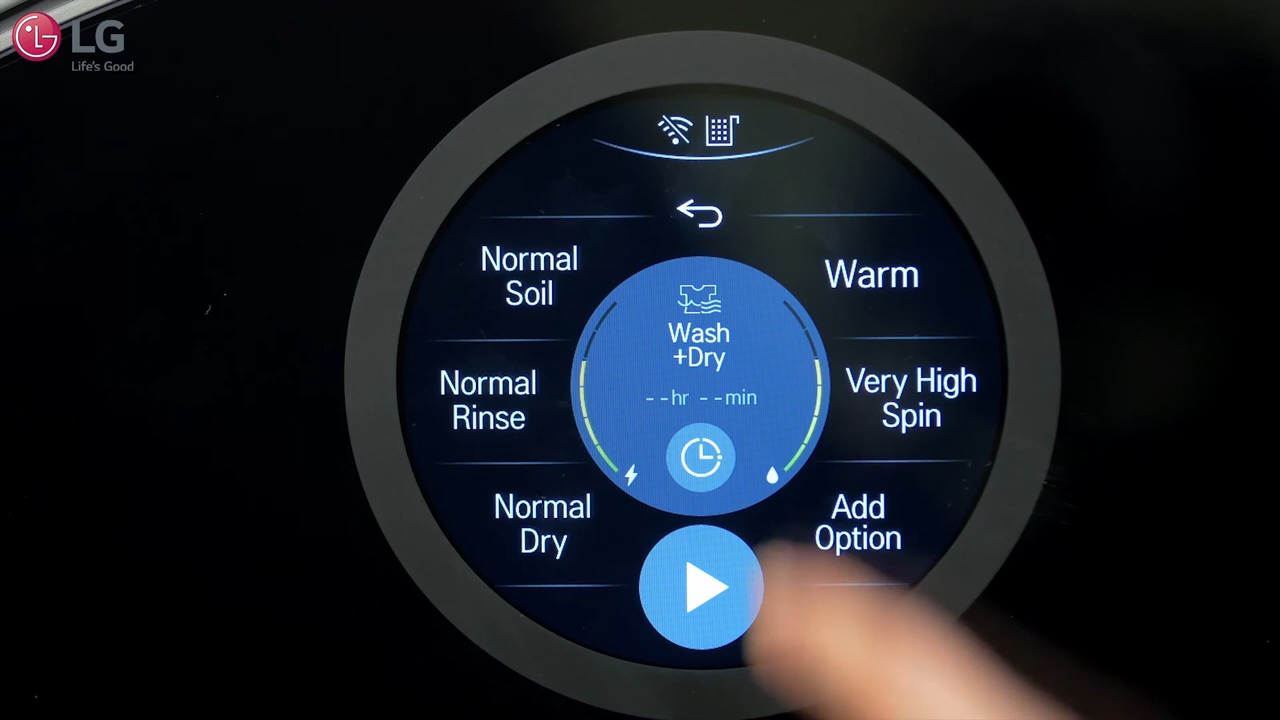 LG
Life's Good
Normal
Soil
Warm
Wash
+Dry
--hr --min
Normal
Rinse
Very High
Spin
Normal
Dry
Add
Option